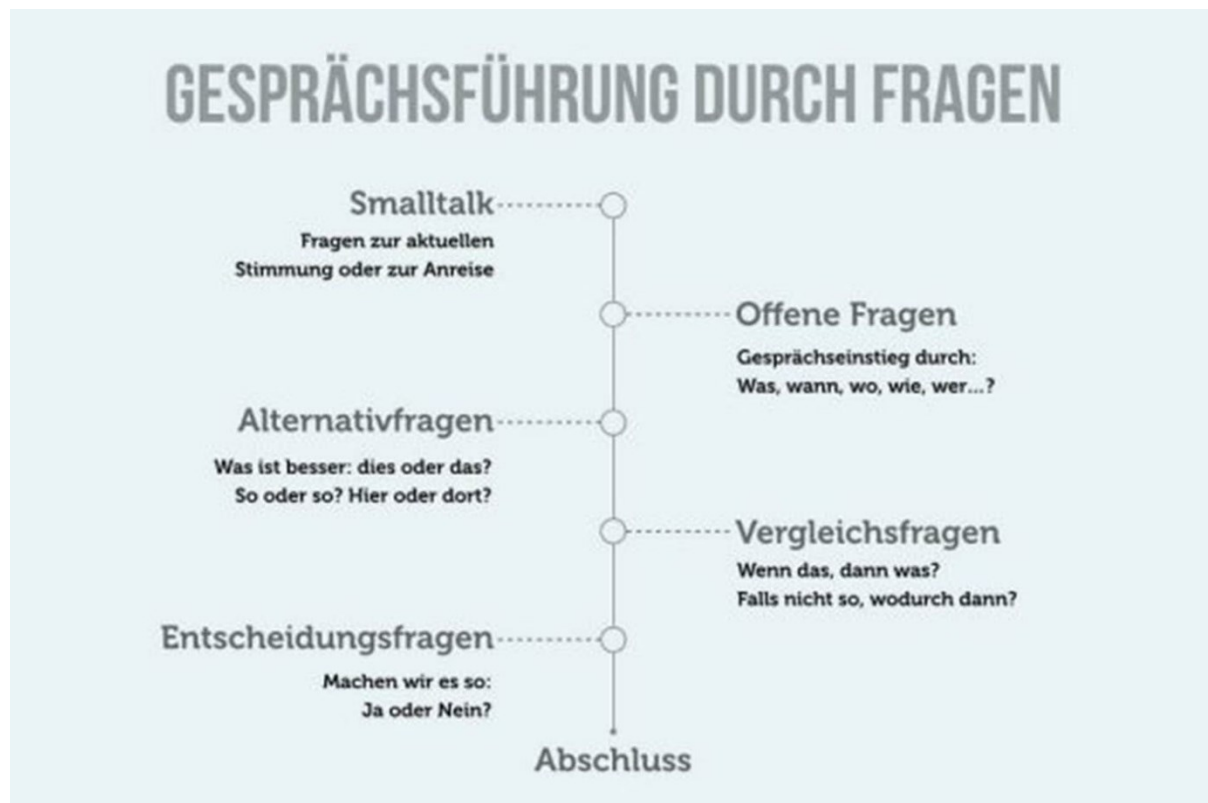 GESPRÄCHSFÜHRUNG DURCH FRAGEN
Smalltalk
Fragen zur aktuellen
Stimmung oder zur Anreise
Offene Fragen
Gesprächseinstieg durch:
Was, wann, wo, wie, wer...?
Alternativfragen
Was ist besser: dies oder das?
So oder so? Hier oder dort?
Vergleichsfragen
Wenn das, dann was?
Falls nicht so, wodurch dann?
Entscheidungsfragen
Machen wir es so:
Ja oder Nein?
Abschluss